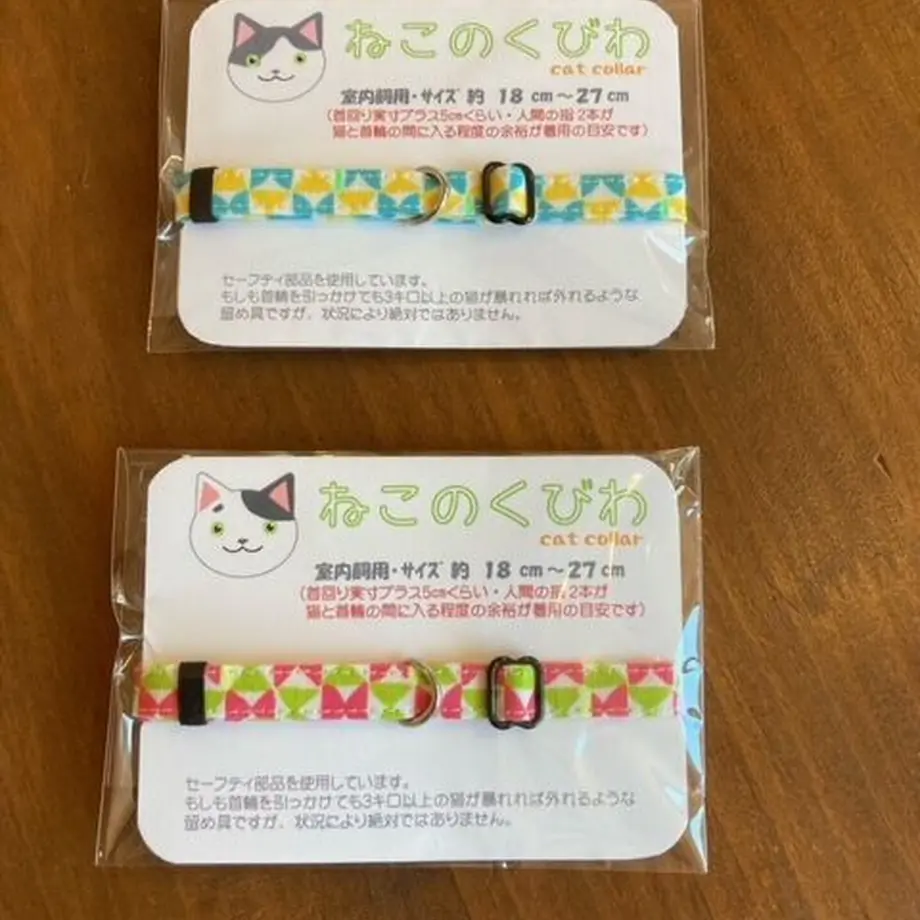 ねこのくびわ
cat collar
室内飼用・サイズ 約 18 cm～27 cm
(首回り実寸プラス5cmくらい・人間の指2本が
猫と首輪の間に入る程度の余裕が着用の目安です)
セーフティ部品を使用しています。
もしも首輪を引っかけても3キロ以上の猫が暴れれば外れるような
留め具ですが、状況により絶対ではありません。
ねこのくびわ
cat collar
室内飼用・サイズ 約 18 cm～27 cm
(首回り実寸プラス5cmくらい・人間の指2本が
猫と首輪の間に入る程度の余裕が着用の目安です)
セーフティ部品を使用しています。
もしも首輪を引っかけても3キロ以上の猫が暴れれば外れるような
留め具ですが、状況により絶対ではありません。